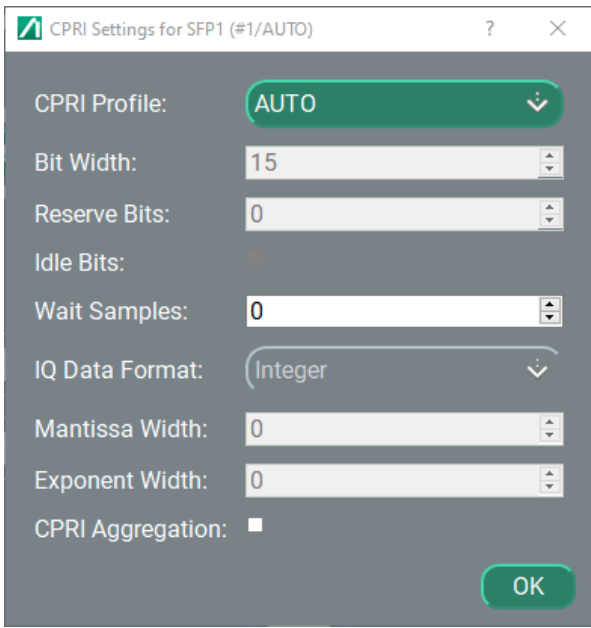 CPRI Settings for SFP1 (#1/AUTO) ?
CPRI Profile: AUTO
Bit Width: 15
Reserve Bits: 0
Idle Bits:
Wait Samples: 0
IQ Data Format: Integer
Mantissa Width: 0
Exponent Width: 0
CPRI Aggregation:
OK